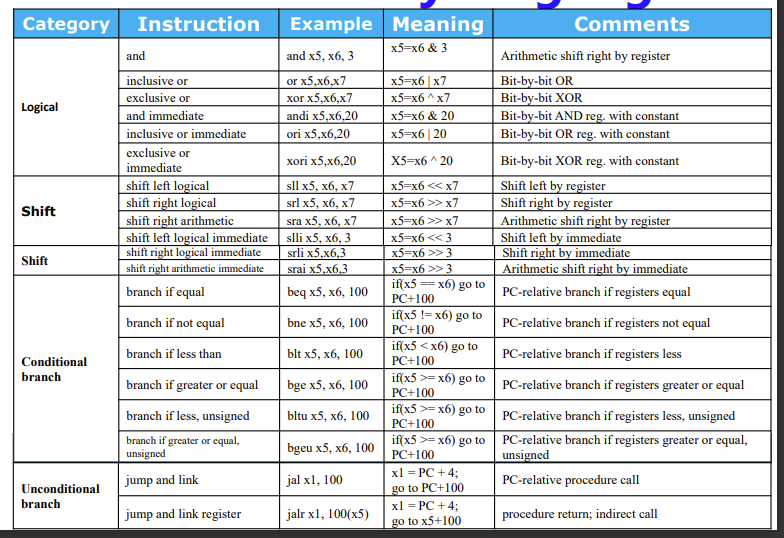 Category Instruction Example Meaning Comments
Logical
and and x5, x6, 3 x5=x6 & 3 Arithmetic shift right by register
inclusive or or x5,x6,x7 x5=x6 | x7 Bit-by-bit OR
exclusive or xor x5,x6,x7 x5=x6 ^ x7 Bit-by-bit XOR
and immediate andi x5,x6,20 x5=x6 & 20 Bit-by-bit AND reg. with constant
inclusive or immediate ori x5,x6,20 x5=x6 | 20 Bit-by-bit OR reg. with constant
exclusive or
immediate xori x5,x6,20 X5=x6 ^ 20 Bit-by-bit XOR reg. with constant
Shift
shift left logical sll x5, x6, x7 x5=x6 << x7 Shift left by register
shift right logical srl x5, x6, x7 x5=x6 >> x7 Shift right by register
shift right arithmetic sra x5, x6, x7 x5=x6 >> x7 Arithmetic shift right by register
shift left logical immediate slli x5, x6, 3 x5=x6 << 3 Shift left by immediate
Shift
shift right logical immediate srli x5,x6,3 x5=x6 >> 3 Shift right by immediate
shift right arithmetic immediate srai x5,x6,3 x5=x6 >> 3 Arithmetic shift right by immediate
Conditional
branch
branch if equal beq x5, x6, 100 if(x5 == x6) go to
PC+100 PC-relative branch if registers equal
branch if not equal bne x5, x6, 100 if(x5 != x6) go to
PC+100 PC-relative branch if registers not equal
branch if less than blt x5, x6, 100 if(x5 < x6) go to
PC+100 PC-relative branch if registers less
branch if greater or equal bge x5, x6, 100 if(x5 >= x6) go to
PC+100 PC-relative branch if registers greater or equal
branch if less, unsigned bltu x5, x6, 100 if(x5 >= x6) go to
PC+100 PC-relative branch if registers less, unsigned
branch if greater or equal,
unsigned bgeu x5, x6, 100 if(x5 >= x6) go to
PC+100 PC-relative branch if registers greater or equal,
unsigned
Unconditional
branch
jump and link jal x1, 100 x1 = PC + 4;
go to PC+100 PC-relative procedure call
jump and link register jalr x1, 100(x5) x1 = PC + 4;
go to x5+100 procedure return; indirect call